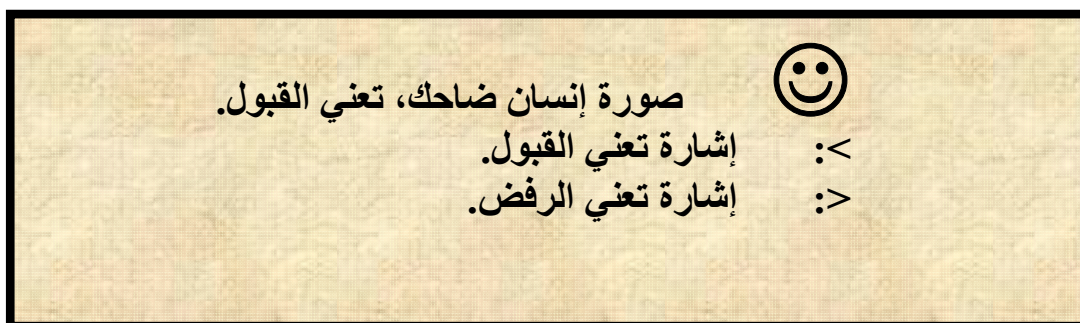 ☺ صورة إنسان ضاحك، تعني القبول.
>: إشارة تعني القبول.
<: إشارة تعني الرفض.